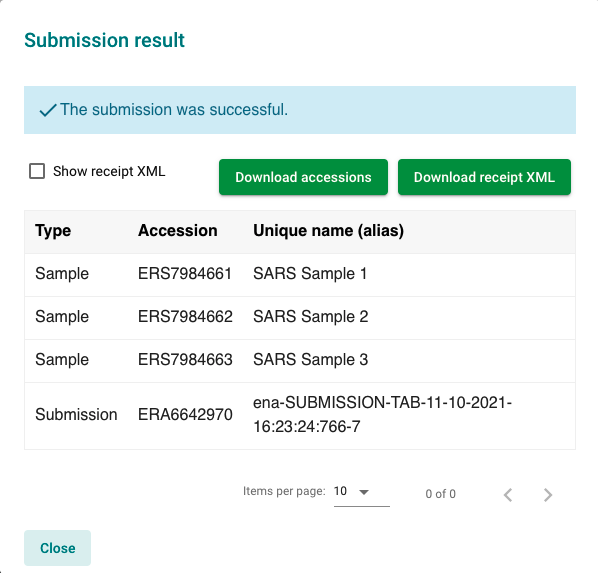 Submission result
The submission was successful.
Show receipt XML
Download accessions
Download receipt XML
Type Accession Unique name (alias)
Sample ERS7984661 SARS Sample 1
Sample ERS7984662 SARS Sample 2
Sample ERS7984663 SARS Sample 3
Submission ERA6642970 ena-SUBMISSION-TAB-11-10-2021-
16:23:24:766-7
Items per page: 10 0 of 0
Close